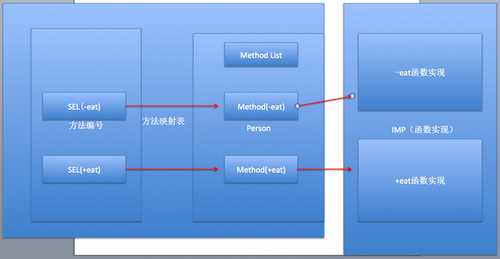 Method List
SEL(-eat)
Method(-eat)
-eat函数实现
方法编号
方法映射表
Person
IMP（函数实现）
SEL(+eat)
Method(+eat)
+eat函数实现